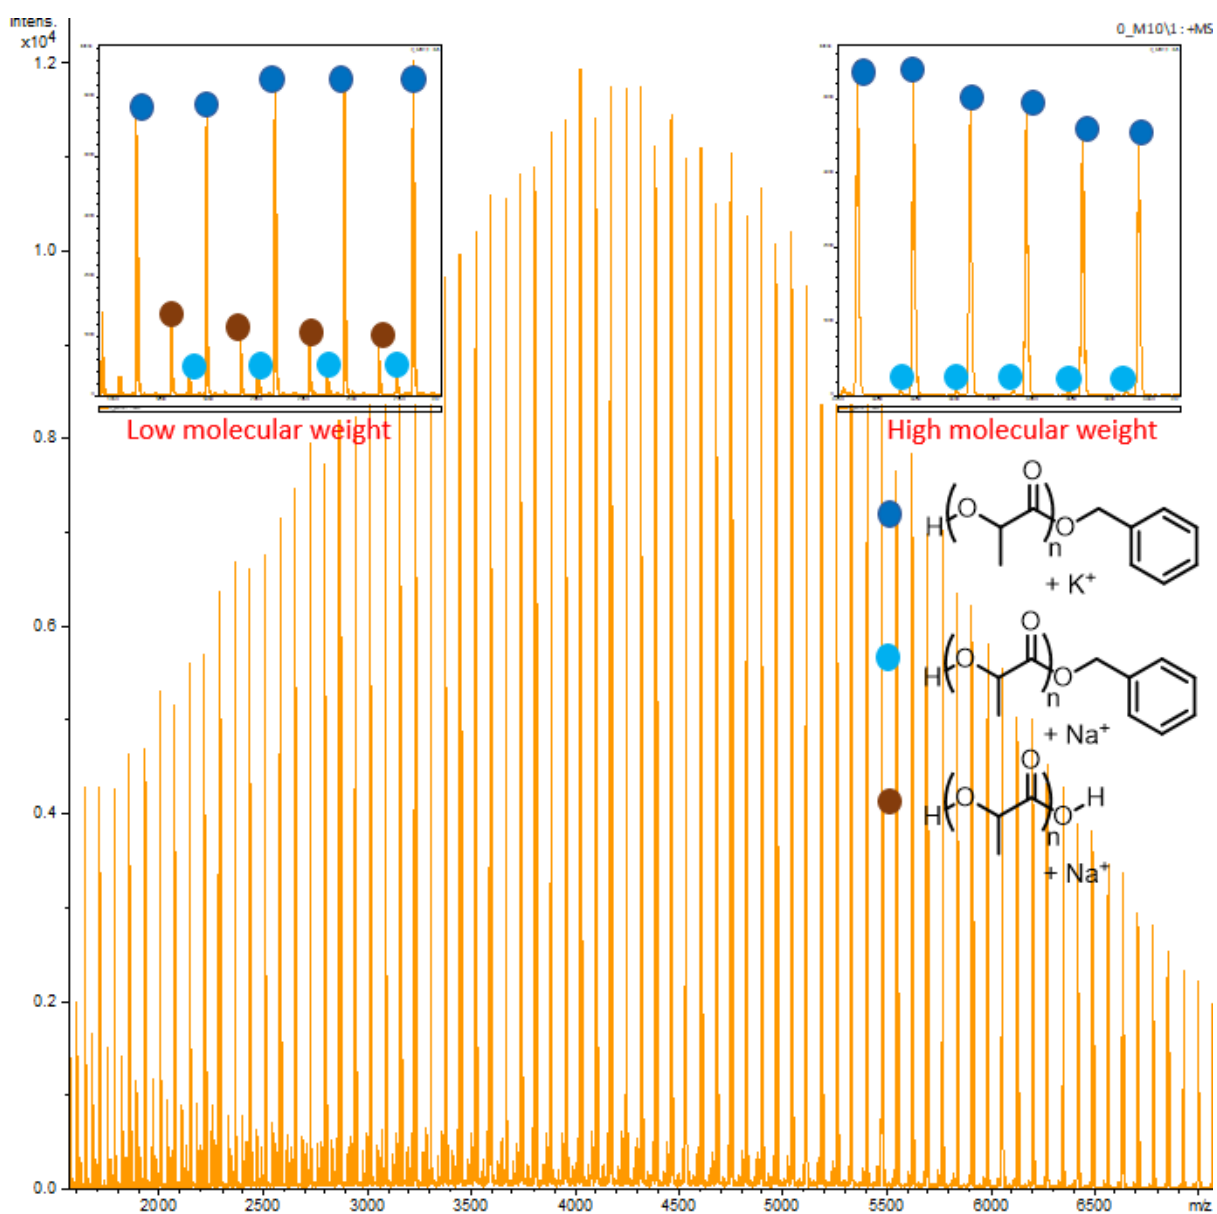 Intens.
x10⁴
0_M10\1: +MS
1.2
1.0
0.8
0.6
0.4
0.2
0.0
2000 2500 3000 3500 4000 4500 5000 5500 6000 6500 m/z
Low molecular weight
High molecular weight
O
H ( O ) O
n
+ K⁺
O
H ( O ) O
n
+ Na⁺
O
H ( O ) O H
n
+ Na⁺